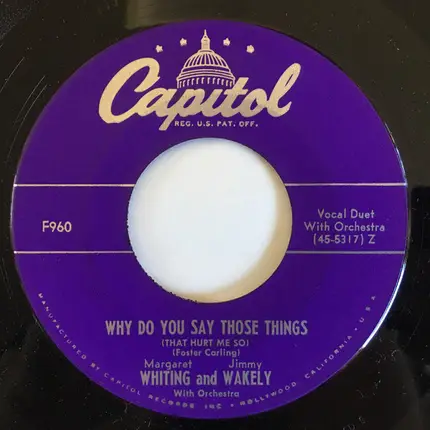 Capitol
REG. U.S. PAT. OFF.
F960
Vocal Duet
With Orchestra
(45-5317) Z
WHY DO YOU SAY THOSE THINGS
(THAT HURT ME SO)
(Foster Carling)
Margaret Jimmy
WHITING and WAKELY
With Orchestra
MANUFACTURED BY CAPITOL RECORDS INC • HOLLYWOOD, CALIFORNIA • U.S.A.